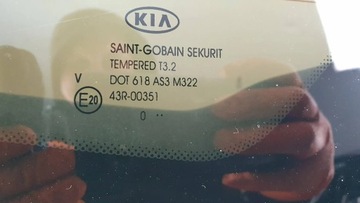 KIA
SAINT-GOBAIN SEKURIT
TEMPERED T3.2
V DOT 618 AS3 M322
E20 43R-00351
0 ··